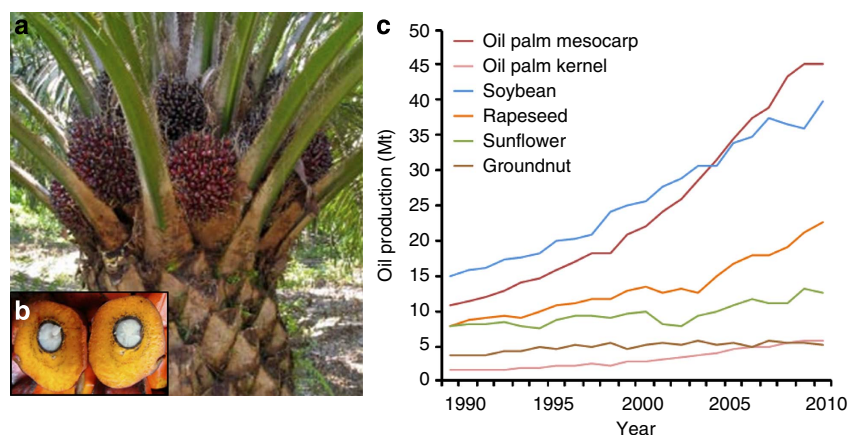 a
b
c
50
45
40
35
30
25
20
15
10
5
0
Oil production (Mt)
Oil palm mesocarp
Oil palm kernel
Soybean
Rapeseed
Sunflower
Groundnut
1990 1995 2000 2005 2010
Year